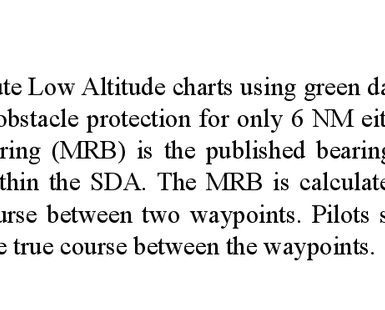 ute Low Altitude charts using green da
obstacle protection for only 6 NM eit
ring (MRB) is the published bearing
thin the SDA. The MRB is calculate
urse between two waypoints. Pilots s
e true course between the waypoints.